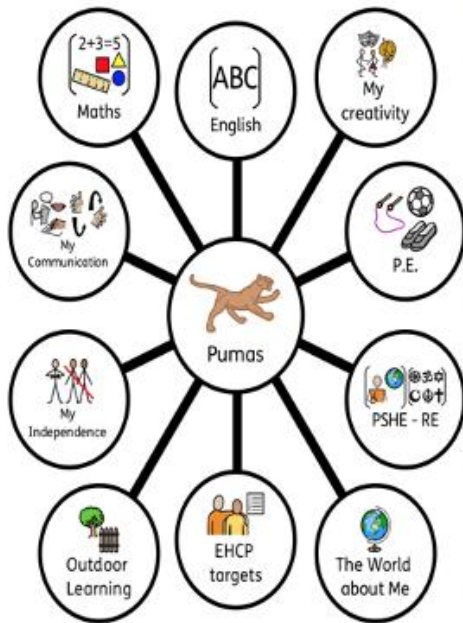 2+3=5
Maths
ABC
English
My
creativity
My
Communication
P.E.
Pumas
My
Independence
PSHE - RE
Outdoor
Learning
EHCP
targets
The World
about Me